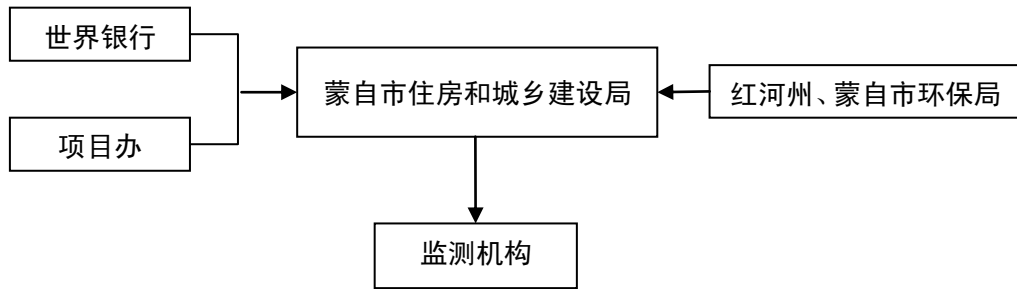 世界银行
项目办
蒙自市住房和城乡建设局
红河州、蒙自市环保局
监测机构